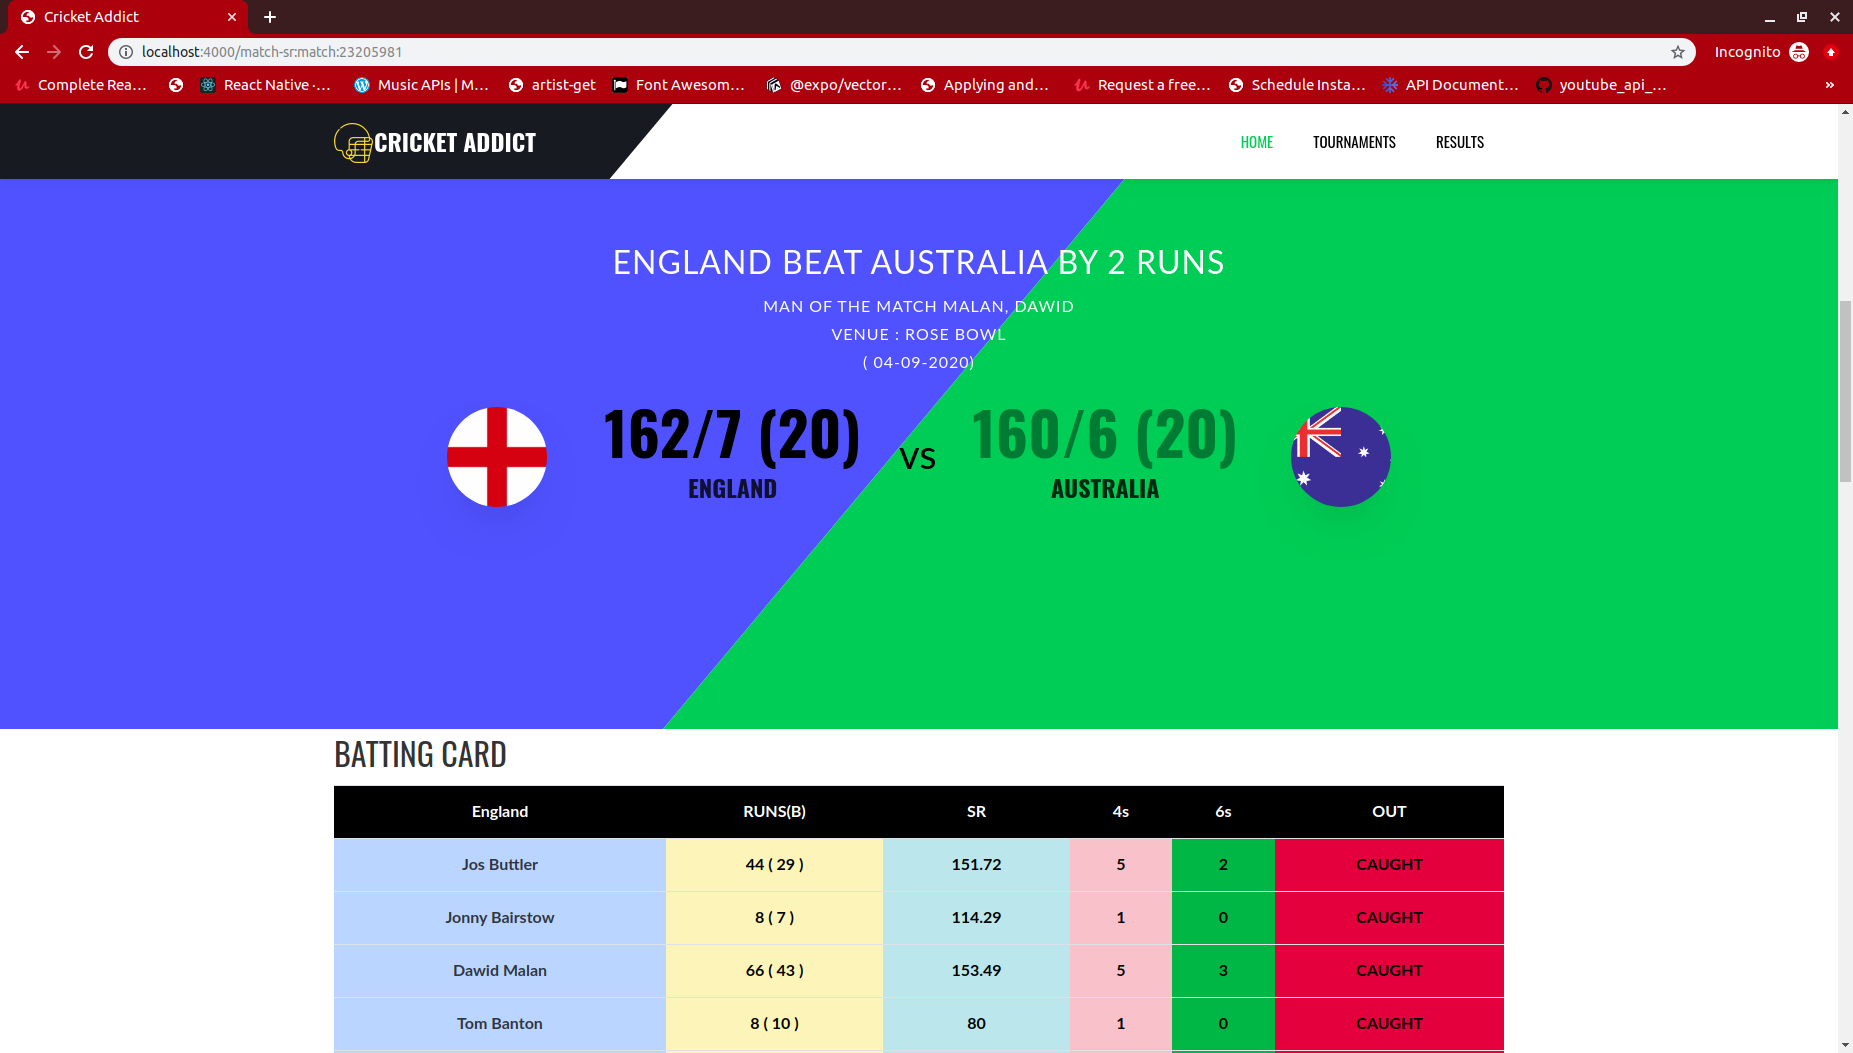 Cricket Addict
localhost:4000/match-sr:match:23205981
Incognito
Complete Rea...
React Native ·...
Music APIs | M...
artist-get
Font Awesom...
@expo/vector...
Applying and...
Request a free...
Schedule Insta...
API Document...
youtube_api_...
»
CRICKET ADDICT
HOME TOURNAMENTS RESULTS
ENGLAND BEAT AUSTRALIA BY 2 RUNS
MAN OF THE MATCH MALAN, DAWID
VENUE : ROSE BOWL
( 04-09-2020)
162/7 (20) VS 160/6 (20)
ENGLAND AUSTRALIA
BATTING CARD
England RUNS(B) SR 4s 6s OUT
Jos Buttler 44 ( 29 ) 151.72 5 2 CAUGHT
Jonny Bairstow 8 ( 7 ) 114.29 1 0 CAUGHT
Dawid Malan 66 ( 43 ) 153.49 5 3 CAUGHT
Tom Banton 8 ( 10 ) 80 1 0 CAUGHT